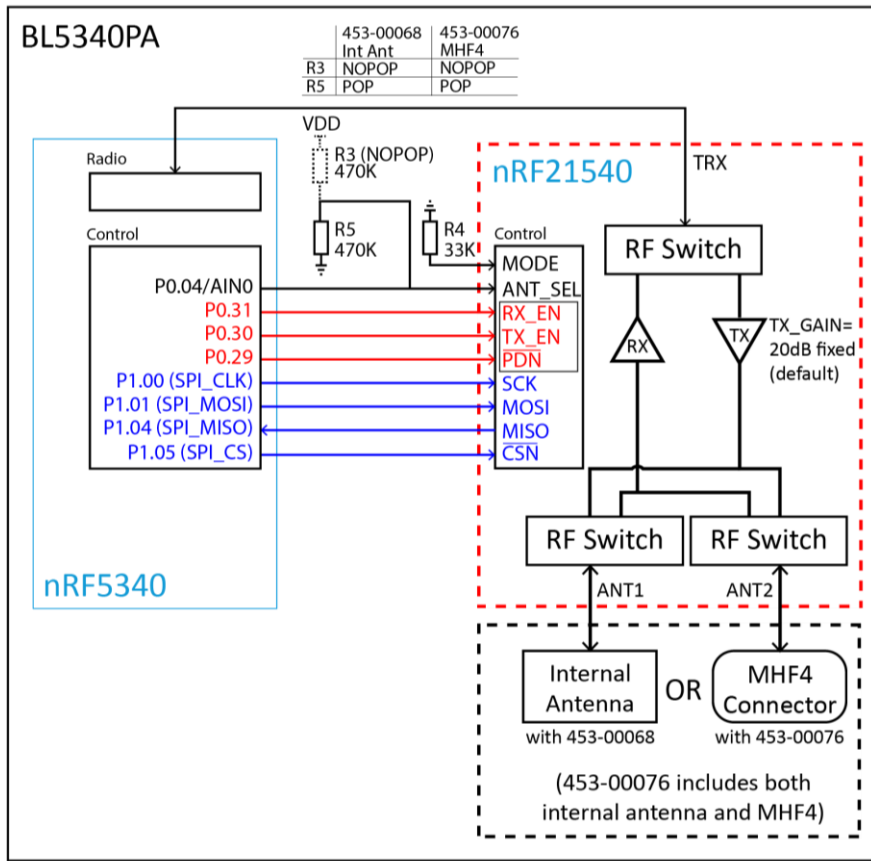 BL5340PA
453-00068 453-00076
Int Ant MHF4
R3 NOPOP NOPOP
R5 POP POP
VDD
R3 (NOPOP)
470K
R5
470K
R4
33K
TRX
Radio
Control
P0.04/AIN0
P0.31
P0.30
P0.29
P1.00 (SPI_CLK)
P1.01 (SPI_MOSI)
P1.04 (SPI_MISO)
P1.05 (SPI_CS)
nRF5340
nRF21540
Control
MODE
ANT_SEL
RX_EN
TX_EN
PDN
SCK
MOSI
MISO
CSN
RF Switch
RX
TX
TX_GAIN=
20dB fixed
(default)
RF Switch
RF Switch
ANT1
ANT2
Internal
Antenna
with 453-00068
OR
MHF4
Connector
with 453-00076
(453-00076 includes both
internal antenna and MHF4)